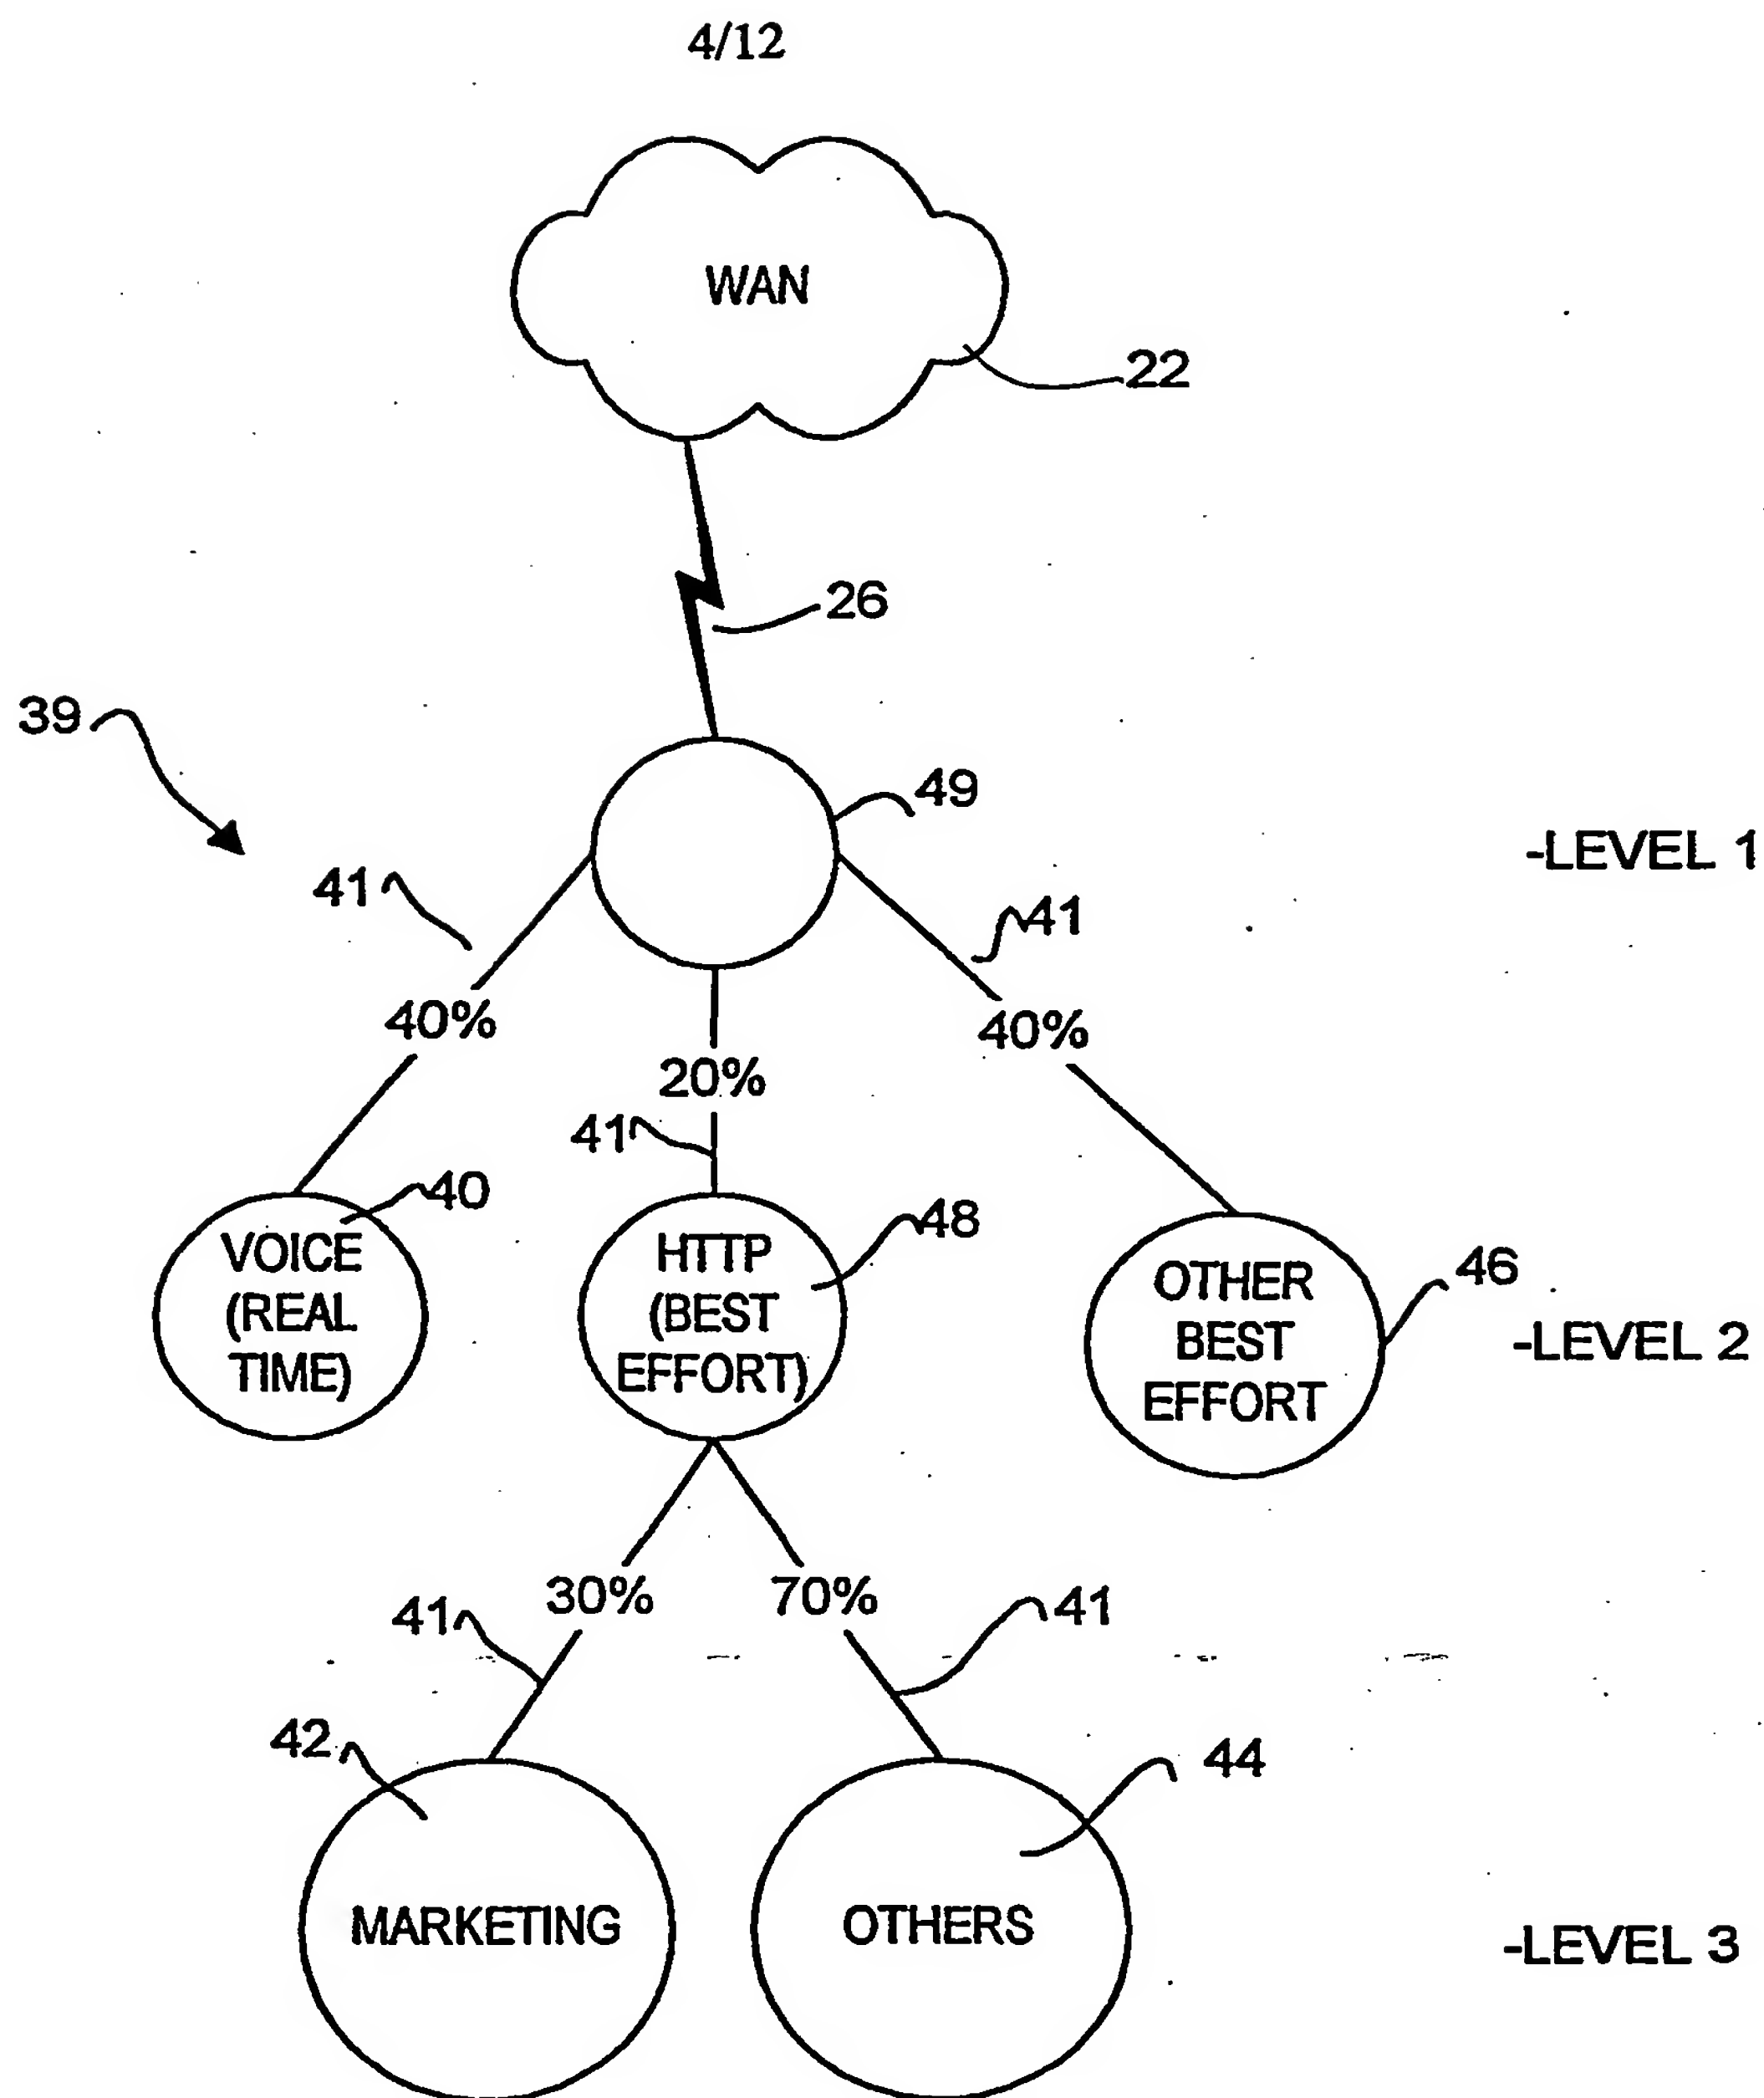 4/12
WAN
22
26
39
49
-LEVEL 1
41
41
40%
40%
20%
41
40
48
VOICE
(REAL
TIME)
HTTP
(BEST
EFFORT)
OTHER
BEST
EFFORT
46
-LEVEL 2
30%
70%
41
41
42
44
MARKETING
OTHERS
-LEVEL 3